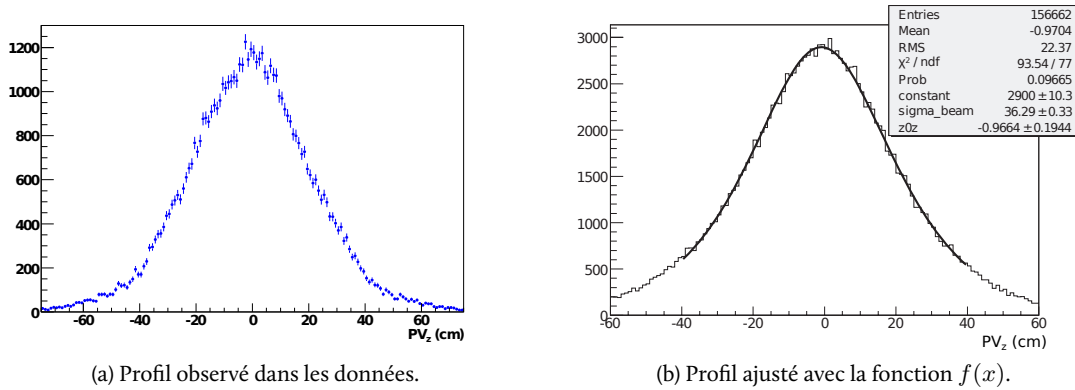 1200
1000
800
600
400
200
0
-60 -40 -20 0 20 40 60
PVz (cm)
(a) Profil observé dans les données.
Entries 156662
Mean -0.9704
RMS 22.37
χ² / ndf 93.54 / 77
Prob 0.09665
constant 2900 ± 10.3
sigma_beam 36.29 ± 0.33
z0z -0.9664 ± 0.1944
3000
2500
2000
1500
1000
500
0
-60 -40 -20 0 20 40 60
PVz (cm)
(b) Profil ajusté avec la fonction f(x).